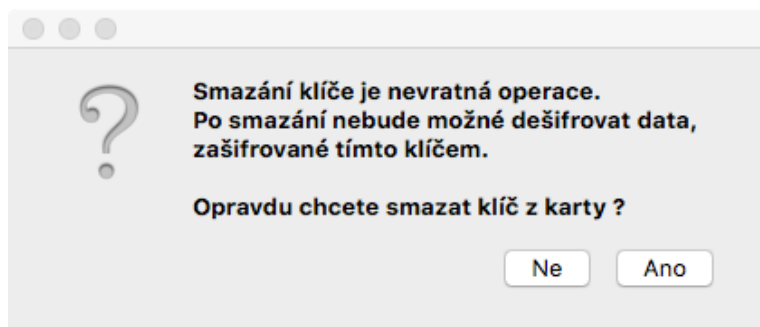 Smazání klíče je nevratná operace.
Po smazání nebude možné dešifrovat data,
zašifrované tímto klíčem.
Opravdu chcete smazat klíč z karty ?
Ne Ano